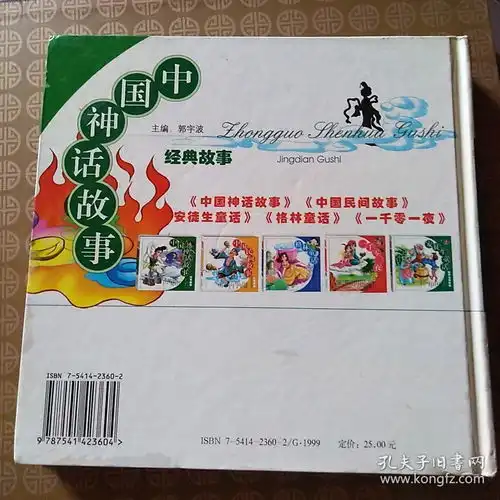 中国神话故事
主编 郭宇波
Zhongguo Shenhua Gushi
经典故事
Jingdian Gushi
《中国神话故事》《中国民间故事》
《安徒生童话》《格林童话》《一千零一夜》
ISBN 7-5414-2360-2
9 787541 423604 >
ISBN 7-5414-2360-2/G·1999 定价：25.00元
孔夫子旧书网
www.kongfz.com